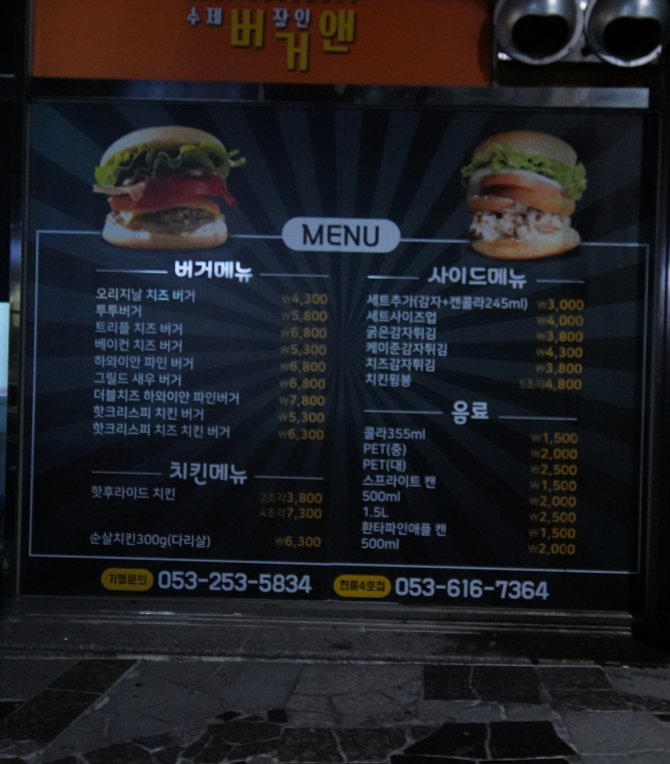 수제 장인
버거앤
MENU
버거메뉴
오리지날 치즈 버거 ₩4,300
투투버거 ₩5,800
트리플 치즈 버거 ₩6,800
베이컨 치즈 버거 ₩5,300
하와이안 파인 버거 ₩6,800
그릴드 새우 버거 ₩6,800
더블치즈 하와이안 파인버거 ₩7,800
핫크리스피 치킨 버거 ₩5,300
핫크리스피 치즈 치킨 버거 ₩6,300
치킨메뉴
핫후라이드 치킨 2조각3,800
4조각7,300
순살치킨300g(다리살) ₩6,300
사이드메뉴
세트추가(감자+캔콜라245ml) ₩3,000
세트사이즈업 ₩4,000
굵은감자튀김 ₩3,800
케이준감자튀김 ₩4,300
치즈감자튀김 ₩3,800
치킨윙봉 5조각4,800
음료
콜라355ml ₩1,500
PET(중) ₩2,000
PET(대) ₩2,500
스프라이트 캔 ₩1,500
500ml ₩2,000
1.5L ₩2,500
환타파인애플 캔 ₩1,500
500ml ₩2,000
가맹문의 053-253-5834
현풍4호점 053-616-7364